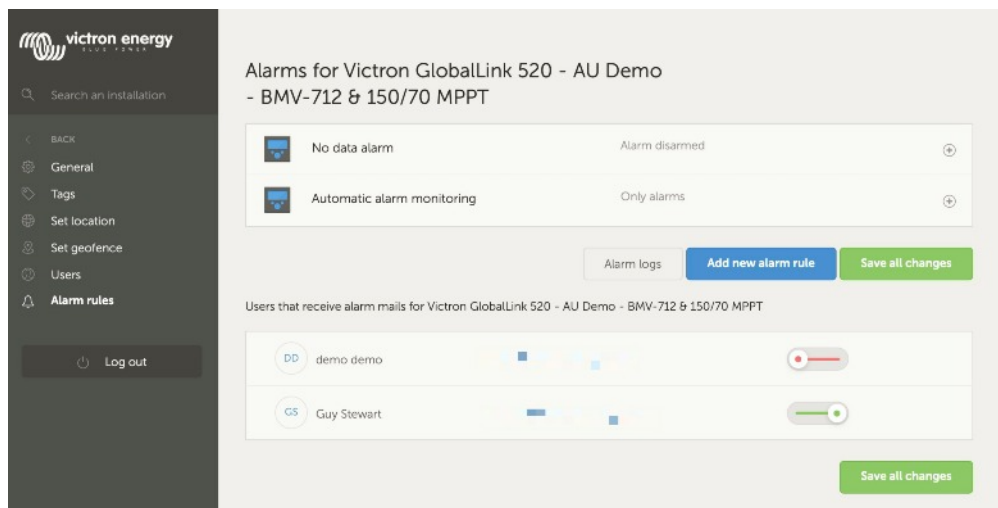 victron energy
BLUE POWER
Search an installation
BACK
General
Tags
Set location
Set geofence
Users
Alarm rules
Log out
Alarms for Victron GlobalLink 520 - AU Demo
- BMV-712 & 150/70 MPPT
No data alarm Alarm disarmed
Automatic alarm monitoring Only alarms
Alarm logs Add new alarm rule Save all changes
Users that receive alarm mails for Victron GlobalLink 520 - AU Demo - BMV-712 & 150/70 MPPT
DD demo demo
GS Guy Stewart
Save all changes